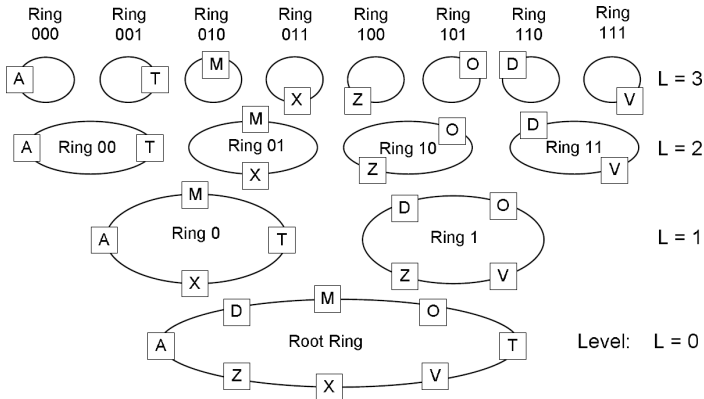 Ring Ring Ring Ring Ring Ring Ring Ring
000 001 010 011 100 101 110 111
A T M X Z O D V L = 3
A Ring 00 T M Ring 01 X Z Ring 10 O D Ring 11 V L = 2
M D O
A Ring 0 T Ring 1 L = 1
X Z V
D M O
A Root Ring T Level: L = 0
Z X V